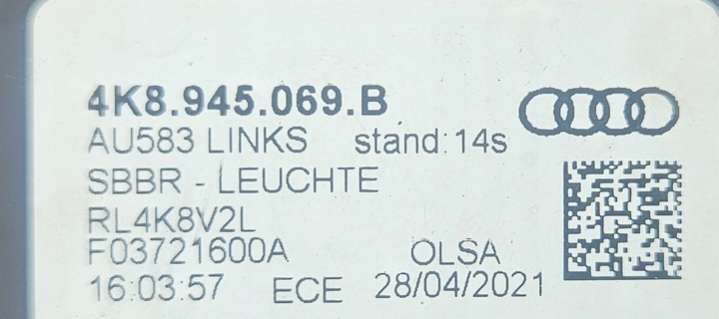 4K8.945.069.B
AU583 LINKS stand:14s
SBBR - LEUCHTE
RL4K8V2L
F03721600A OLSA
16:03:57 ECE 28/04/2021